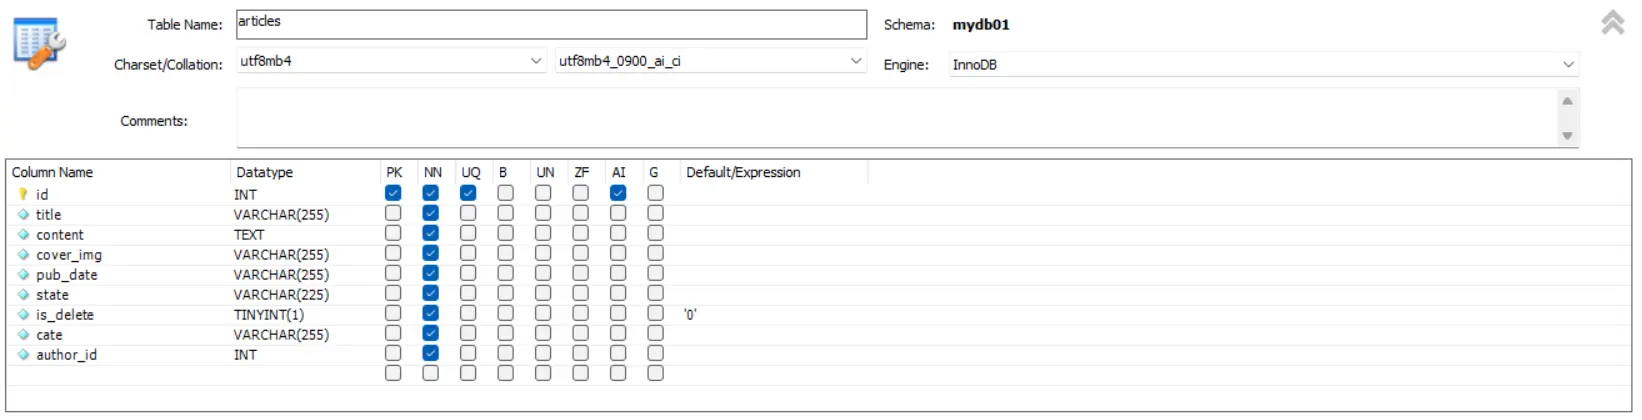 Table Name: articles Schema: mydb01
Charset/Collation: utf8mb4 utf8mb4_0900_ai_ci Engine: InnoDB
Comments:
Column Name Datatype PK NN UQ B UN ZF AI G Default/Expression
id INT
title VARCHAR(255)
content TEXT
cover_img VARCHAR(255)
pub_date VARCHAR(255)
state VARCHAR(225)
is_delete TINYINT(1) '0'
cate VARCHAR(255)
author_id INT